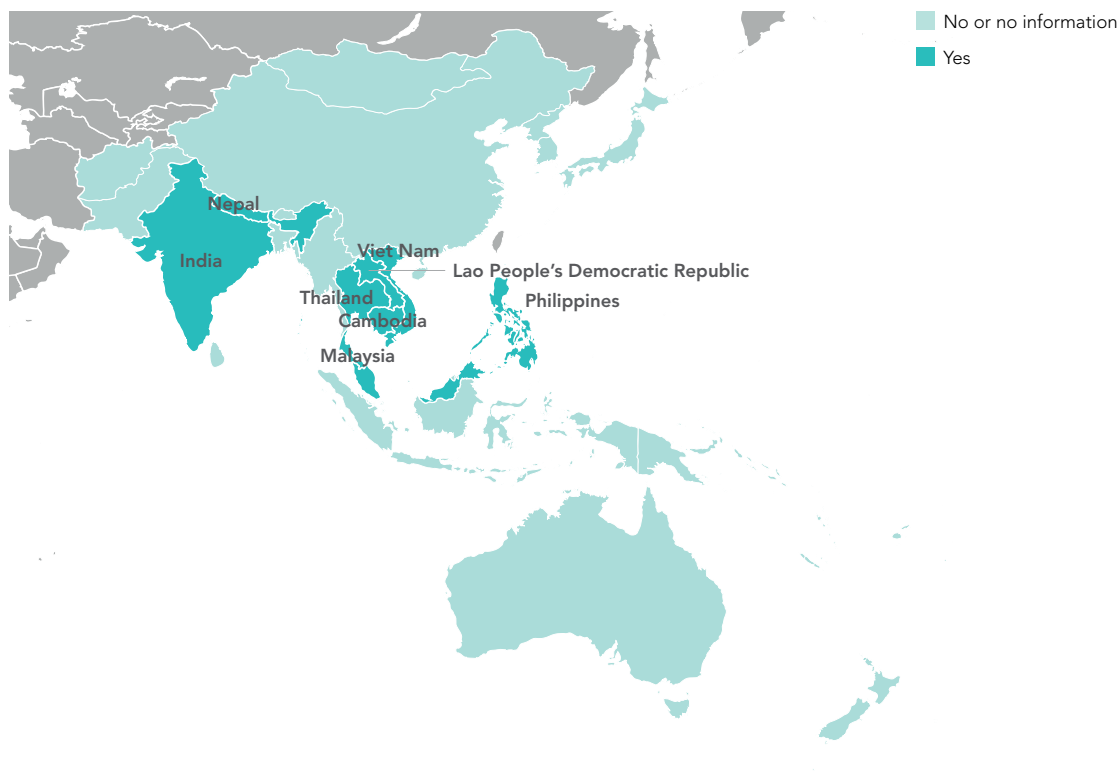 No or no information
Yes
Nepal
Viet Nam
India
Lao People’s Democratic Republic
Thailand
Philippines
Cambodia
Malaysia